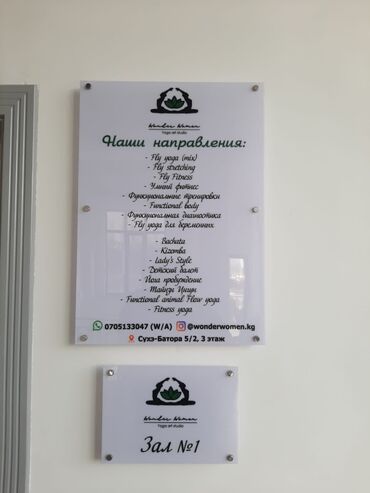 Wonder Women
Yoga art studio
Наши направления:
- Fly yoga (mix)
- Fly stretching
- Fly Fitness
- Умный фитнес
- Функциональные тренировки
- Functional body
- Функциональная диагностика
- Fly yoga для беременных
- Bachata
- Kizomba
- Lady's Style
- Детский балет
- Йога пробуждение
- Тайцзи Цигун
- Functional animal Flow yoga
- Fitness yoga
0705133047 (W/A) @wonderwomen.kg
Сухэ-Батора 5/2, 3 этаж
Wonder Women
Yoga art studio
Зал №1